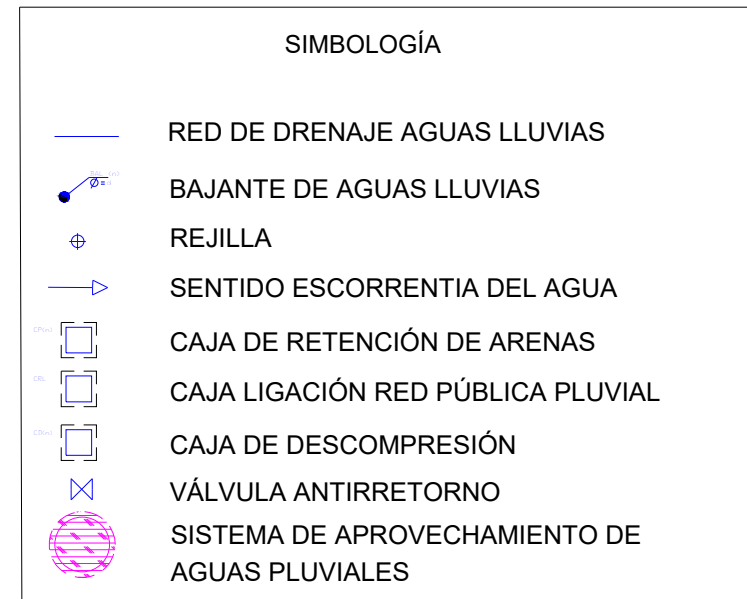 SIMBOLOGÍA
RED DE DRENAJE AGUAS LLUVIAS
BAL (n)
Ø =
BAJANTE DE AGUAS LLUVIAS
REJILLA
SENTIDO ESCORRENTIA DEL AGUA
CAJA DE RETENCIÓN DE ARENAS
CRL
CAJA LIGACIÓN RED PÚBLICA PLUVIAL
CAJA DE DESCOMPRESIÓN
VÁLVULA ANTIRRETORNO
SISTEMA DE APROVECHAMIENTO DE
AGUAS PLUVIALES